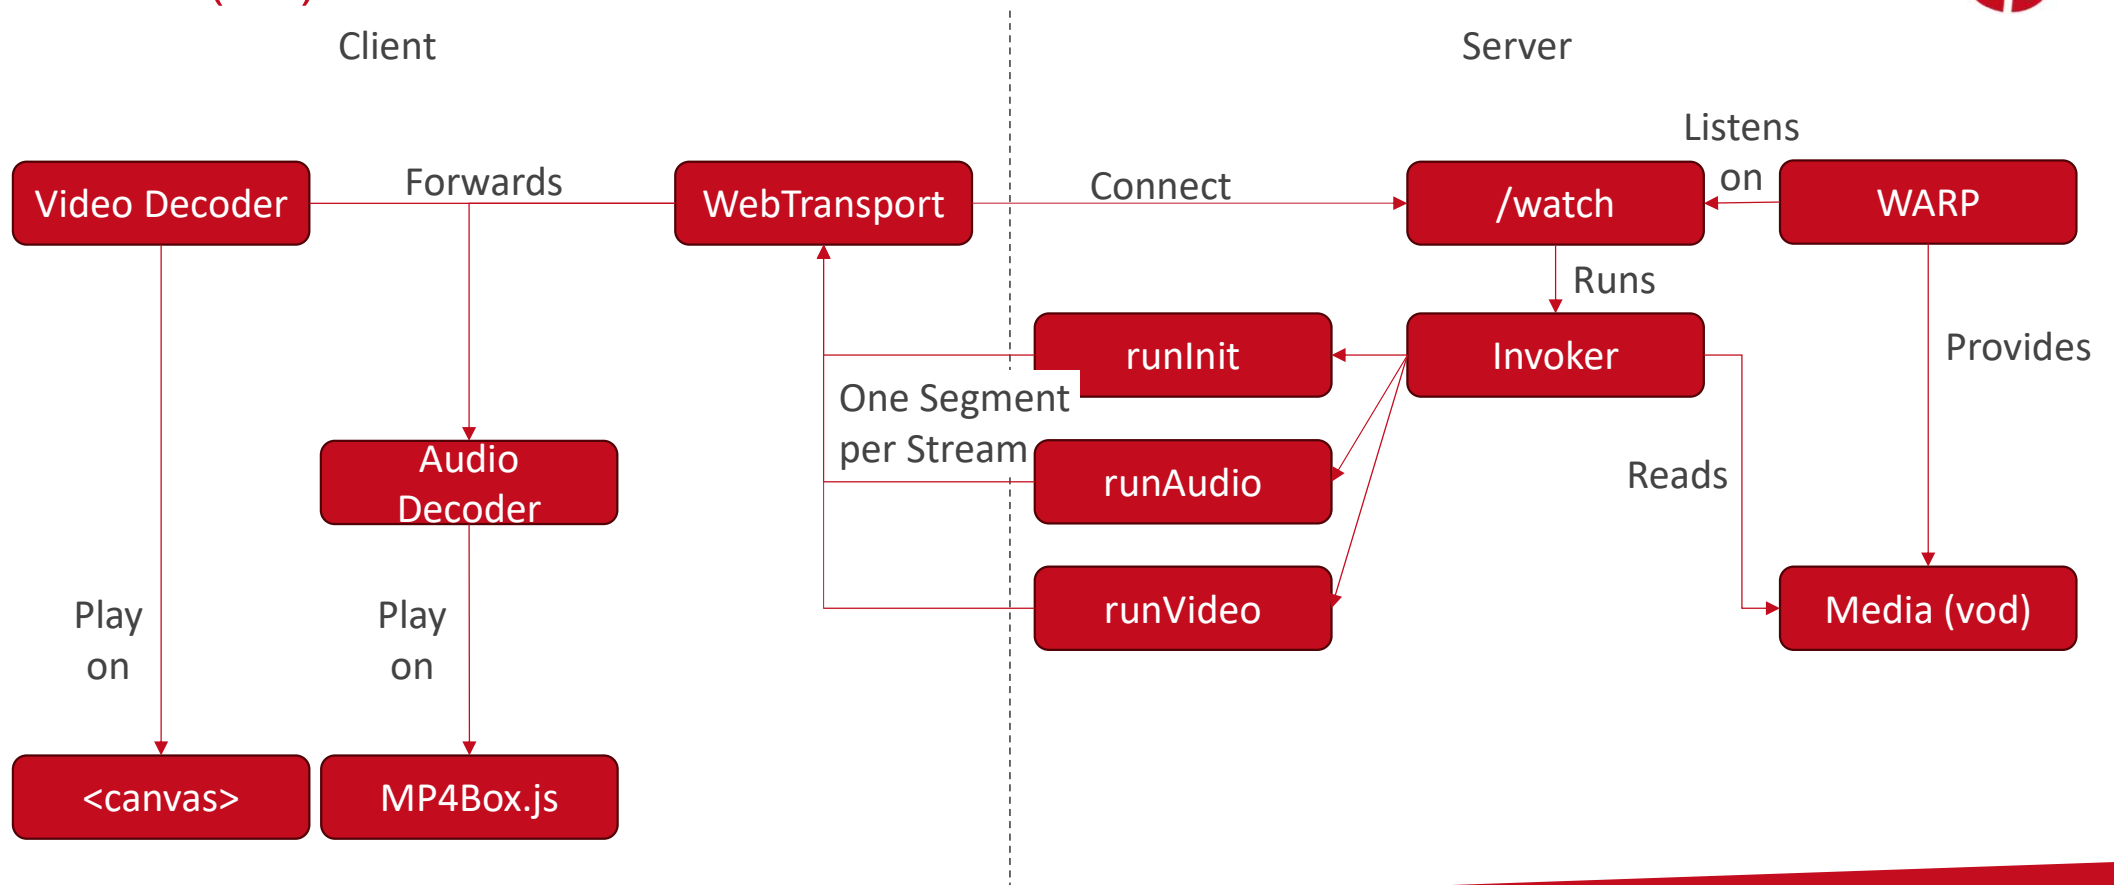 Client
Server
Listens
on
Video Decoder
Forwards
WebTransport
Connect
/watch
WARP
Runs
runInit
Invoker
Provides
One Segment
per Stream
Audio
Decoder
runAudio
Reads
Play
on
Play
on
runVideo
Media (vod)
<canvas>
MP4Box.js